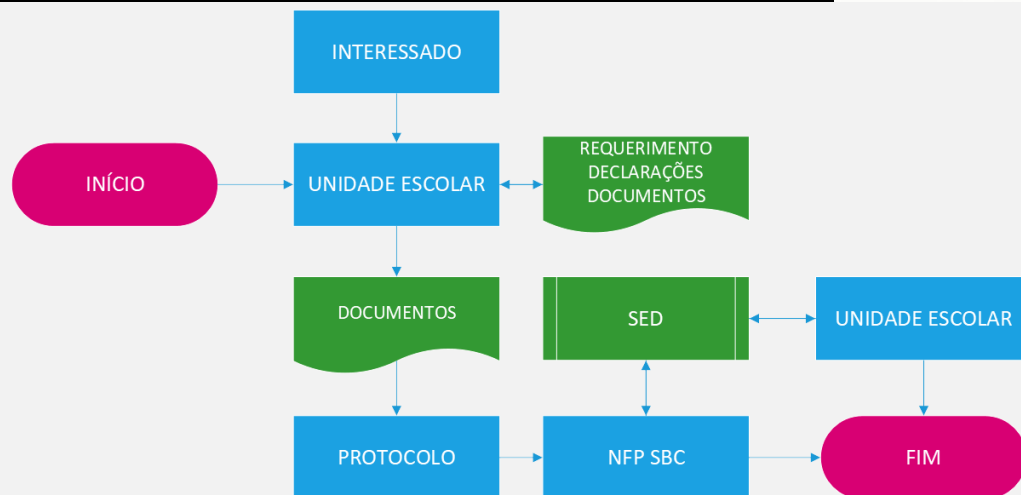 INTERESSADO
INÍCIO
UNIDADE ESCOLAR
REQUERIMENTO
DECLARAÇÕES
DOCUMENTOS
DOCUMENTOS
SED
UNIDADE ESCOLAR
PROTOCOLO
NFP SBC
FIM